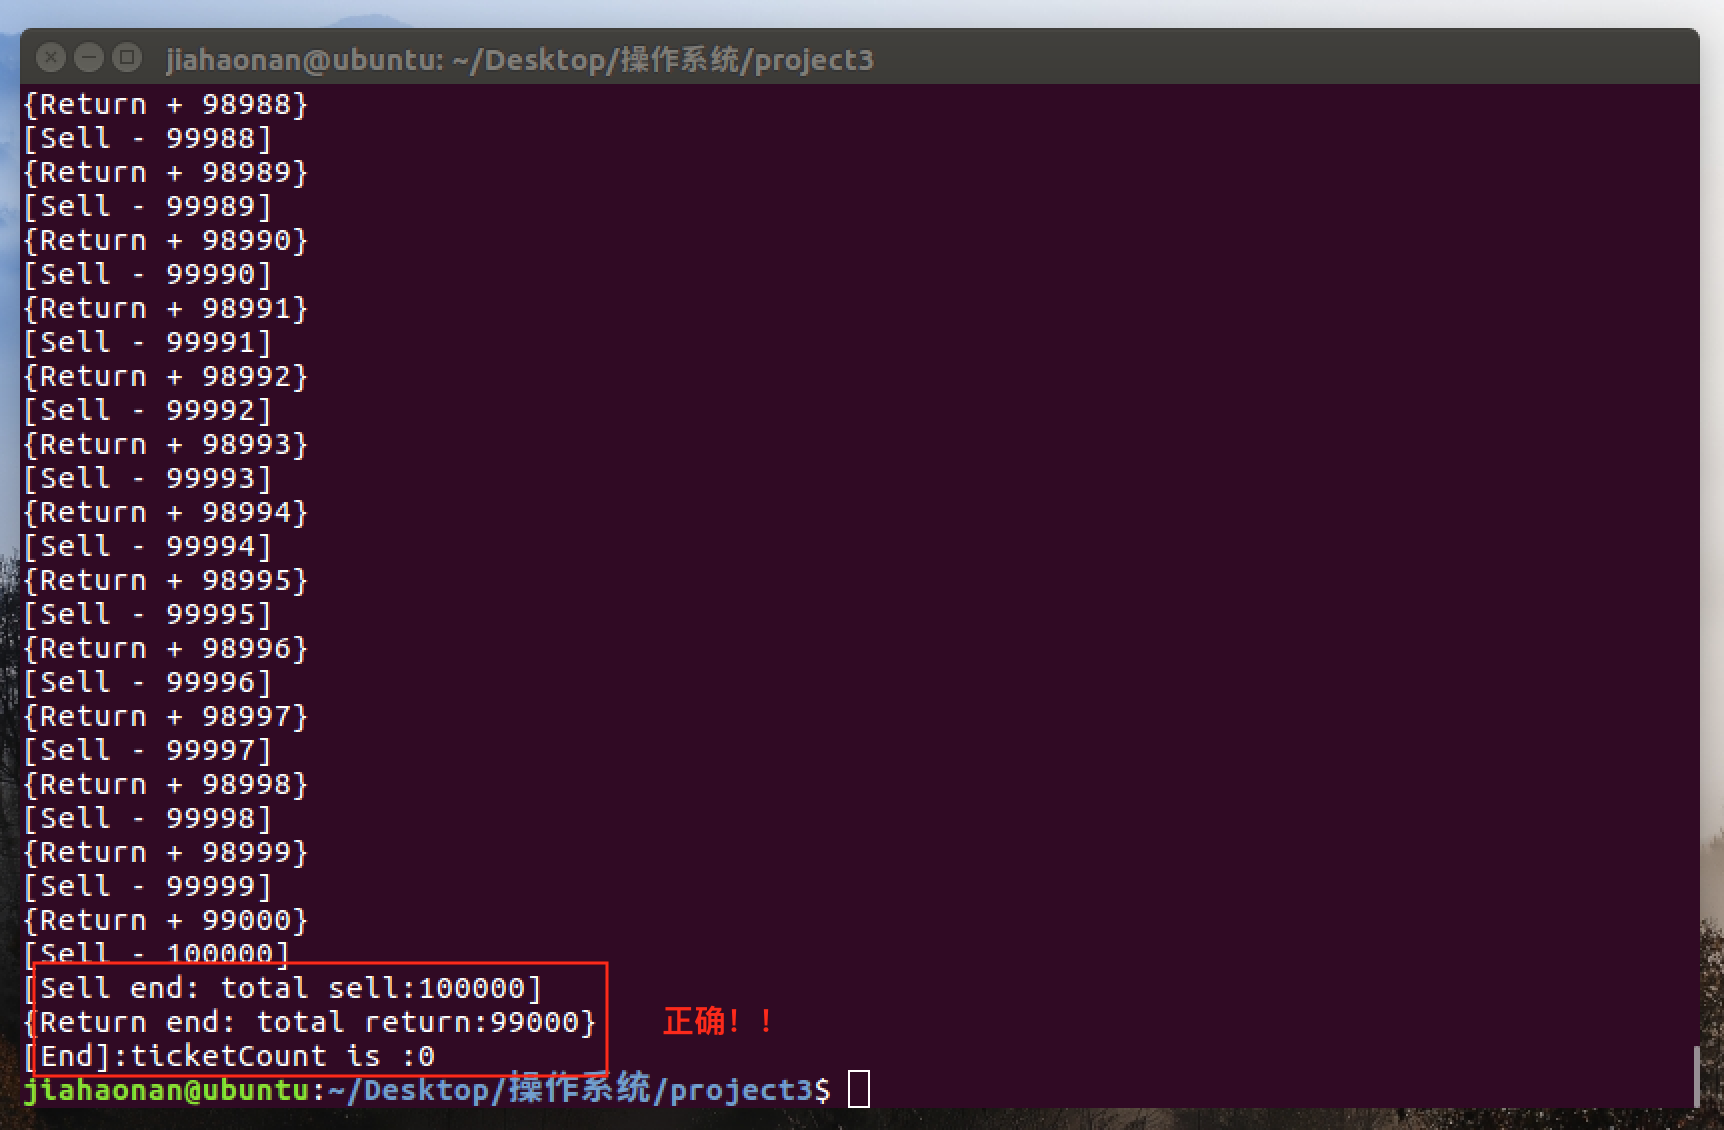 jiahaonan@ubuntu: ~/Desktop/操作系统/project3
{Return + 98988}
[Sell - 99988]
{Return + 98989}
[Sell - 99989]
{Return + 98990}
[Sell - 99990]
{Return + 98991}
[Sell - 99991]
{Return + 98992}
[Sell - 99992]
{Return + 98993}
[Sell - 99993]
{Return + 98994}
[Sell - 99994]
{Return + 98995}
[Sell - 99995]
{Return + 98996}
[Sell - 99996]
{Return + 98997}
[Sell - 99997]
{Return + 98998}
[Sell - 99998]
{Return + 98999}
[Sell - 99999]
{Return + 99000}
[Sell - 100000]
[Sell end: total sell:100000]
{Return end: total return:99000} 正确！！
[End]:ticketCount is :0
jiahaonan@ubuntu:~/Desktop/操作系统/project3$